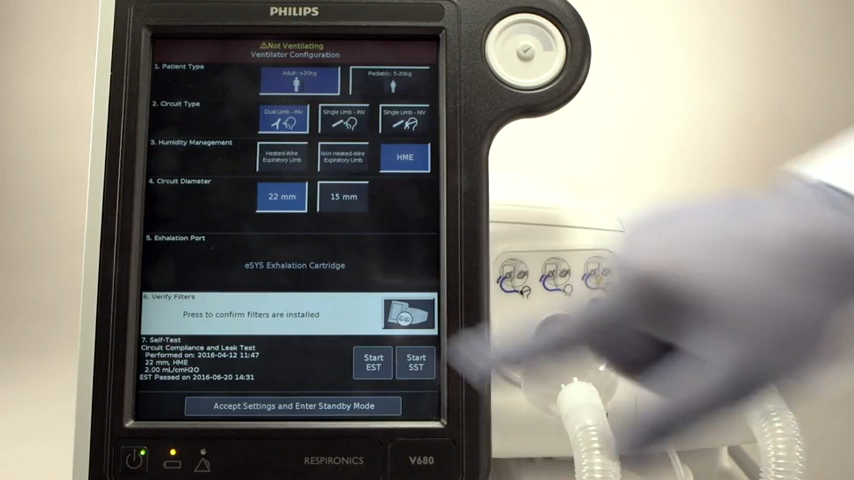 PHILIPS
Not Ventilating
Ventilator Configuration
1. Patient Type
Adult: >20kg
Pediatric: 5-20kg
2. Circuit Type
Dual Limb - INV
Single Limb - INV
Single Limb - NIV
3. Humidity Management
Heated-Wire
Expiratory Limb
Non-Heated-Wire
Expiratory Limb
HME
4. Circuit Diameter
22 mm
15 mm
5. Exhalation Port
eSYS Exhalation Cartridge
6. Verify Filters
Press to confirm filters are installed
7. Self-Test
Circuit Compliance and Leak Test
Performed on: 2016-04-12 11:47
22 mm, HME
2.00 mL/cmH2O
EST Passed on 2016-06-20 14:31
Start
EST
Start
SST
Accept Settings and Enter Standby Mode
RESPIRONICS
V680